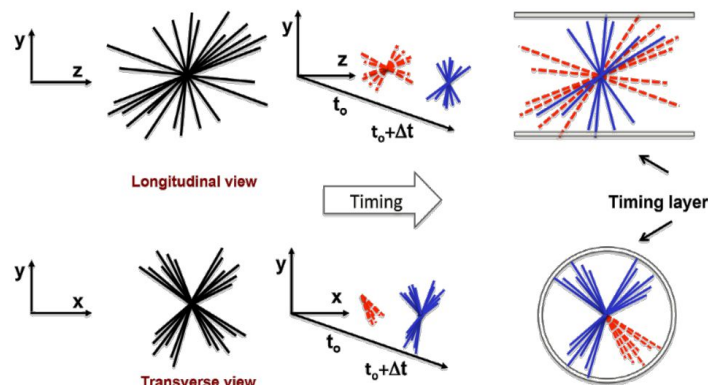 y
z
y
z
t₀
t₀+Δt
Longitudinal view
Timing
Timing layer
y
x
y
x
t₀
t₀+Δt
Transverse view